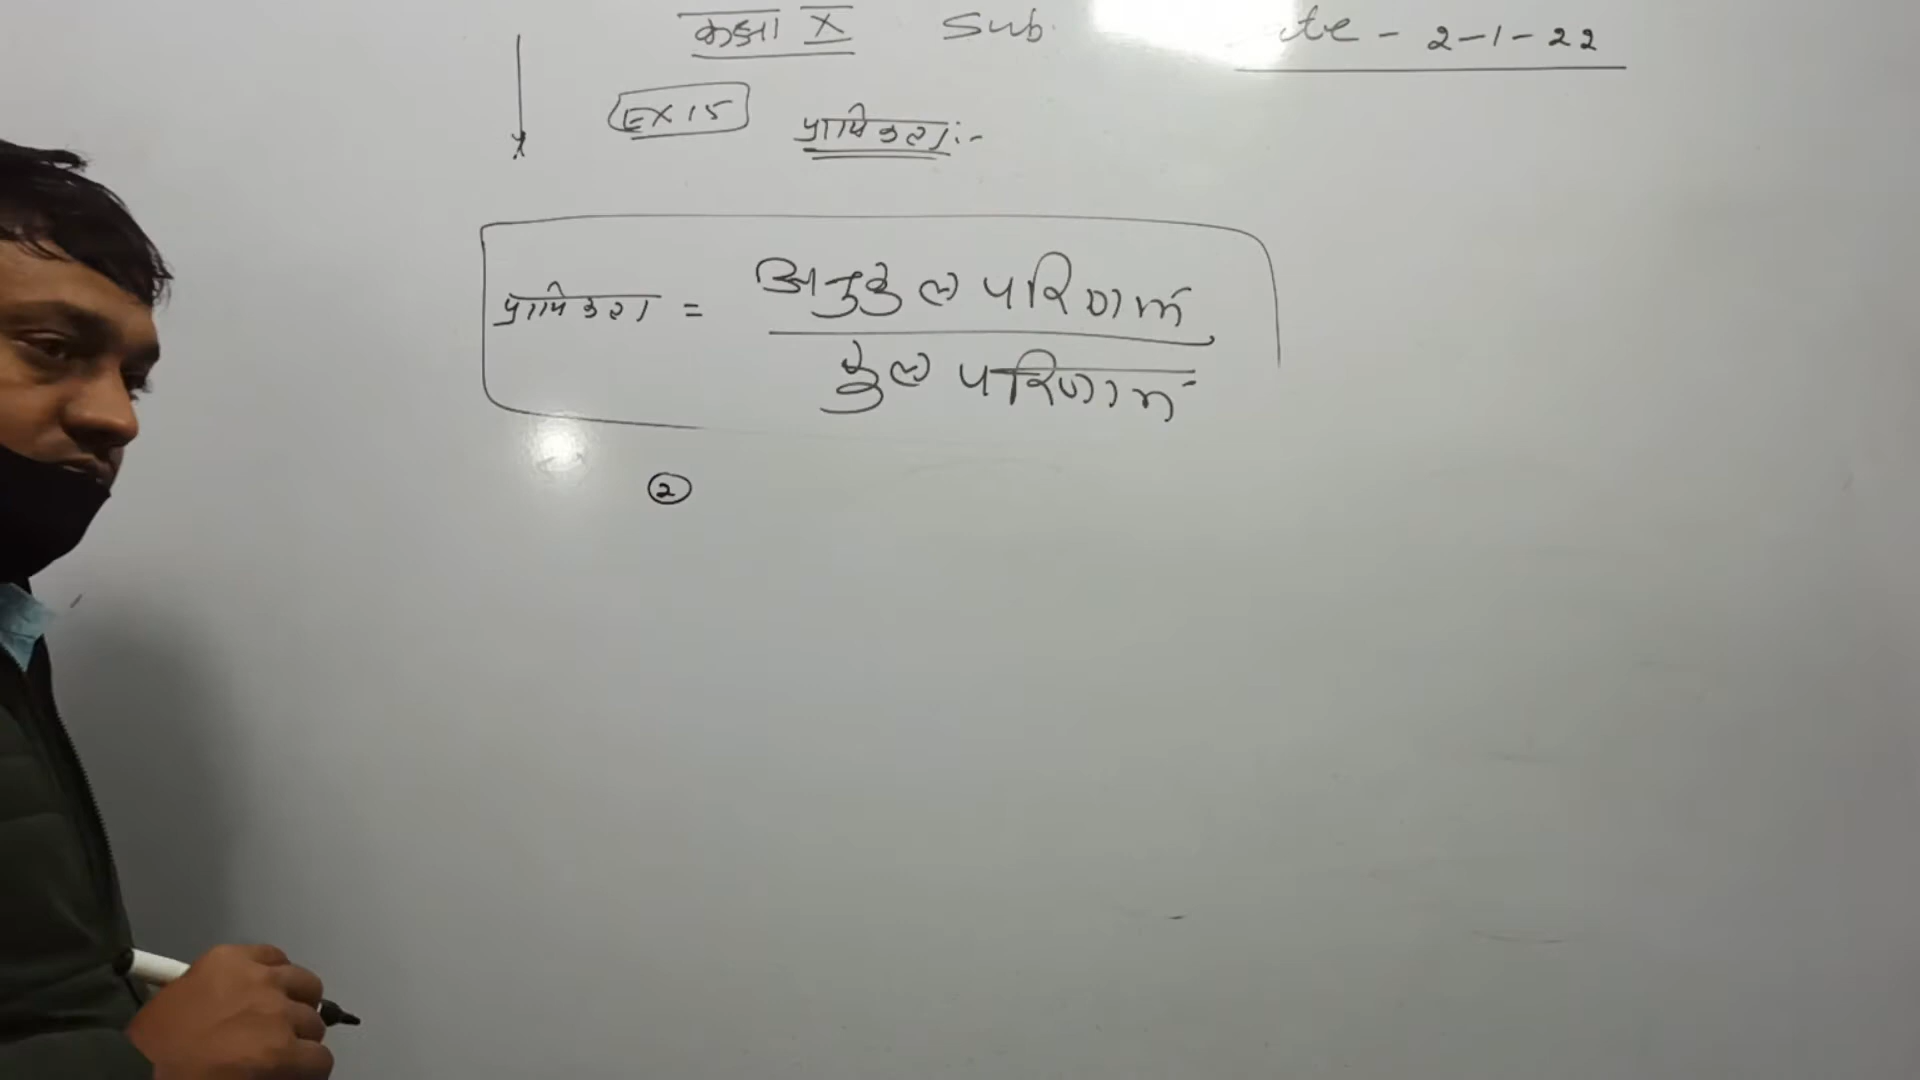 कक्षा X Sub. te - 2-1-22
EX 15 प्रायिकता:-
प्रायिकता = अनुकुल परिणाम
कुल परिणाम
2